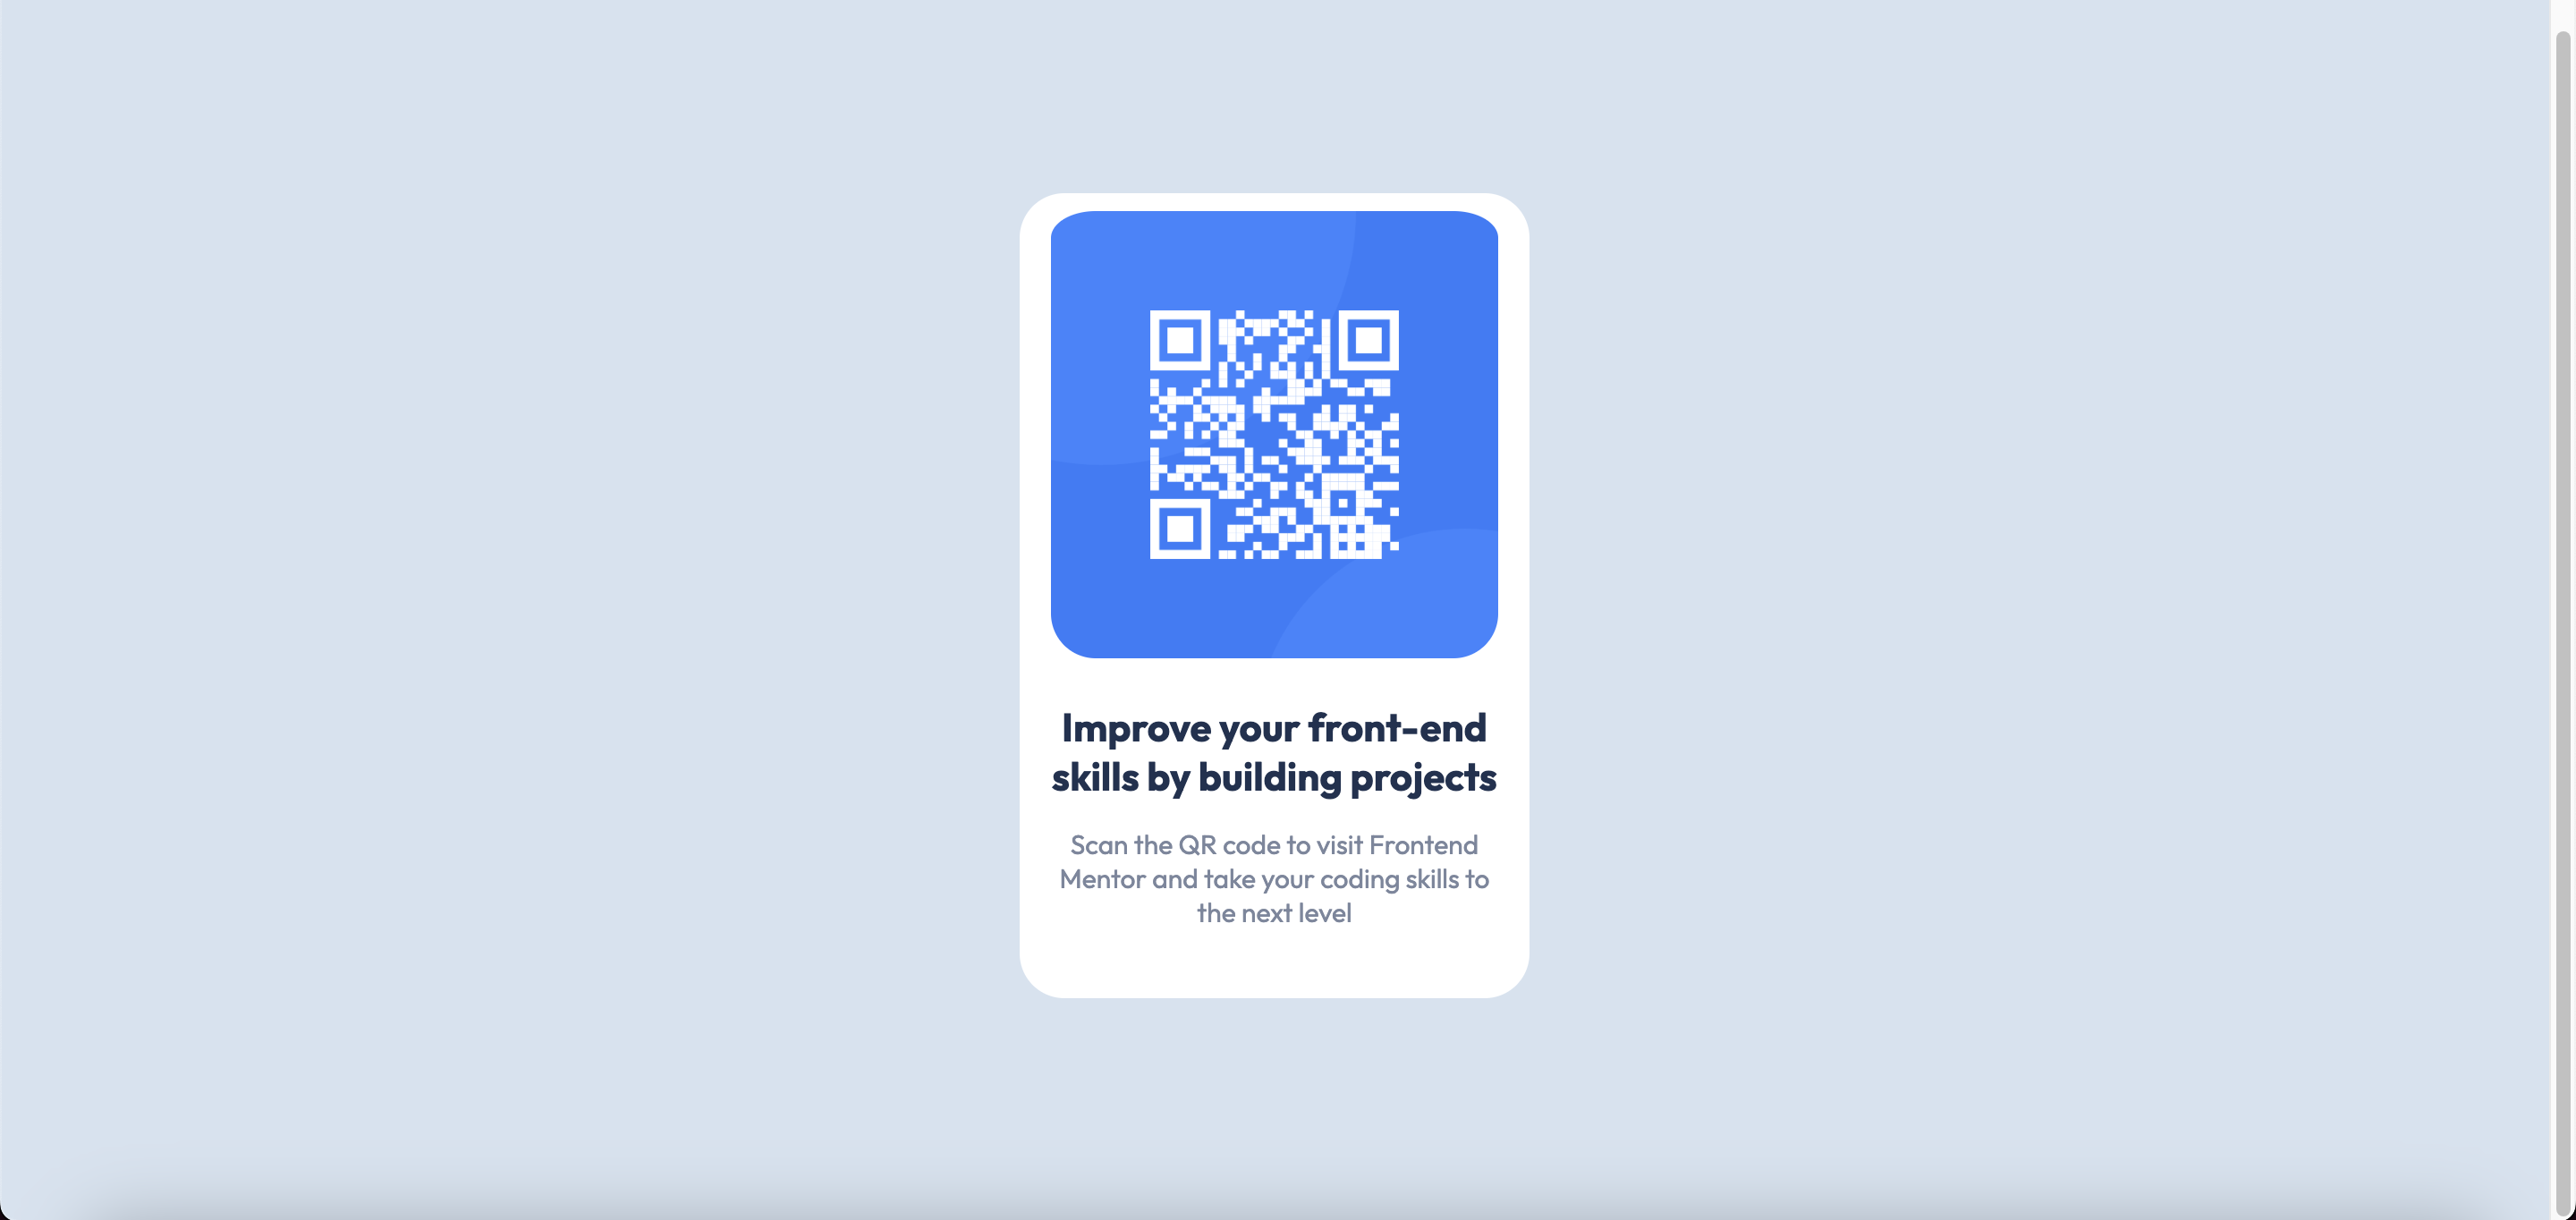 Improve your front-end
skills by building projects
Scan the QR code to visit Frontend
Mentor and take your coding skills to
the next level